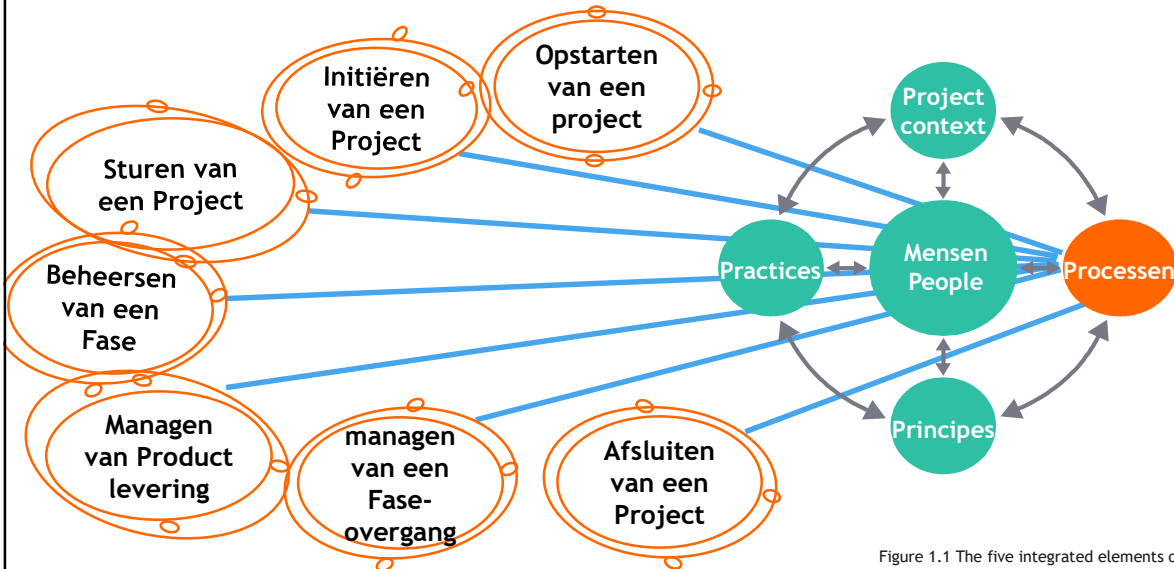 Opstarten
van een
project
Initiëren
van een
Project
Sturen van
een Project
Beheersen
van een
Fase
Managen
van Product
levering
managen
van een
Fase-
overgang
Afsluiten
van een
Project
Project
context
Practices
Mensen
People
Processen
Principes
Figure 1.1 The five integrated elements o